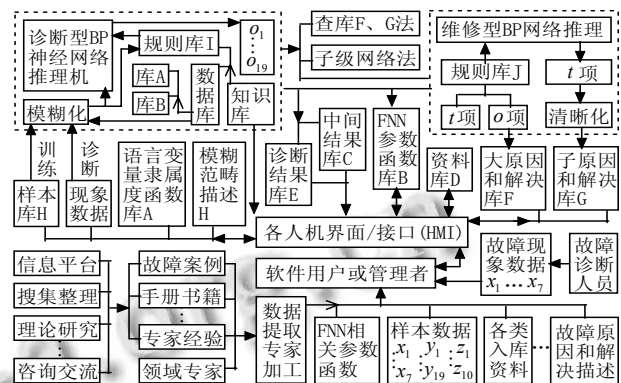 诊断型BP
神经网络
推理机
规则库I
o1
⋮
o19
库A
库B
数
据
库
知识
库
模糊化
查库F、G法
子级网络法
维修型BP网络推理
规则库J
t项
t项
o项
清晰化
训
练
诊
断
样本
库H
现象
数据
语言变
量隶属
度函数
库A
模糊
范畴
描述
H
诊断
结果
库E
中间
结果
库C
FNN
参数
函数
库B
资料
库D
大原因
和解决
库F
子原因
和解决
库G
各人机界面/接口(HMI)
软件用户或管理者
故障现
象数据
x1…x7
故障
诊断
人员
信息平台
搜集整理
理论研究
⋮
咨询交流
故障案例
手册书籍
⋮
专家经验
领域专家
数据
提取
专家
加工
FNN相
关参数
函数
样本数据
x1 y1 z1
⋮ ⋮ ⋮
x7 y19 z10
各类
入库
资料
…
故障原
因和解
决描述